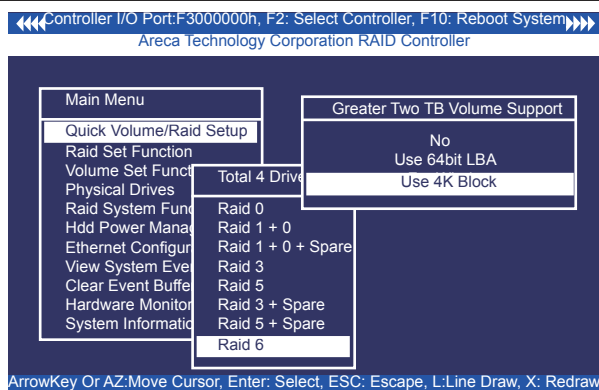 Controller I/O Port:F3000000h, F2: Select Controller, F10: Reboot System
Areca Technology Corporation RAID Controller
Main Menu
Quick Volume/Raid Setup
Raid Set Function
Volume Set Funct
Physical Drives
Raid System Func
Hdd Power Manag
Ethernet Configur
View System Eve
Clear Event Buffe
Hardware Monitor
System Informatic
Total 4 Drive
Raid 0
Raid 1 + 0
Raid 1 + 0 + Spare
Raid 3
Raid 5
Raid 3 + Spare
Raid 5 + Spare
Raid 6
Greater Two TB Volume Support
No
Use 64bit LBA
Use 4K Block
ArrowKey Or AZ:Move Cursor, Enter: Select, ESC: Escape, L:Line Draw, X: Redraw